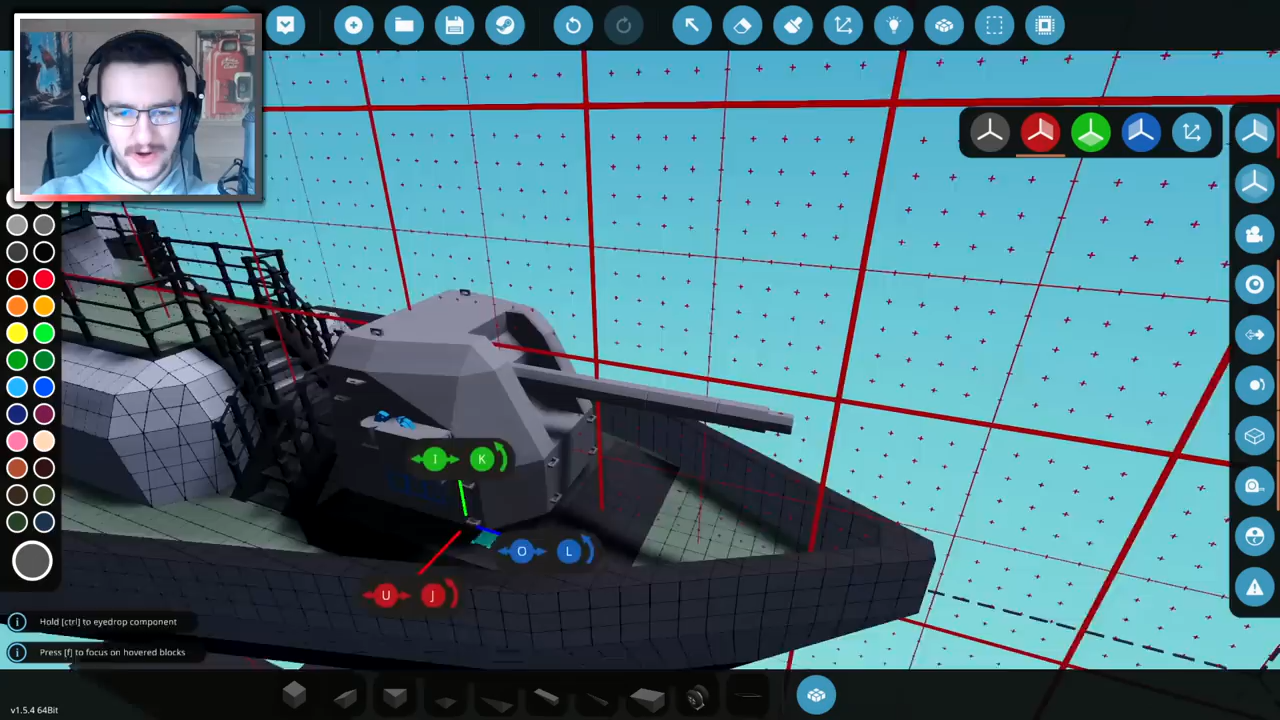 I K
O L
U J
Hold [ctrl] to eyedrop component
Press [f] to focus on hovered blocks
v1.5.4 64Bit